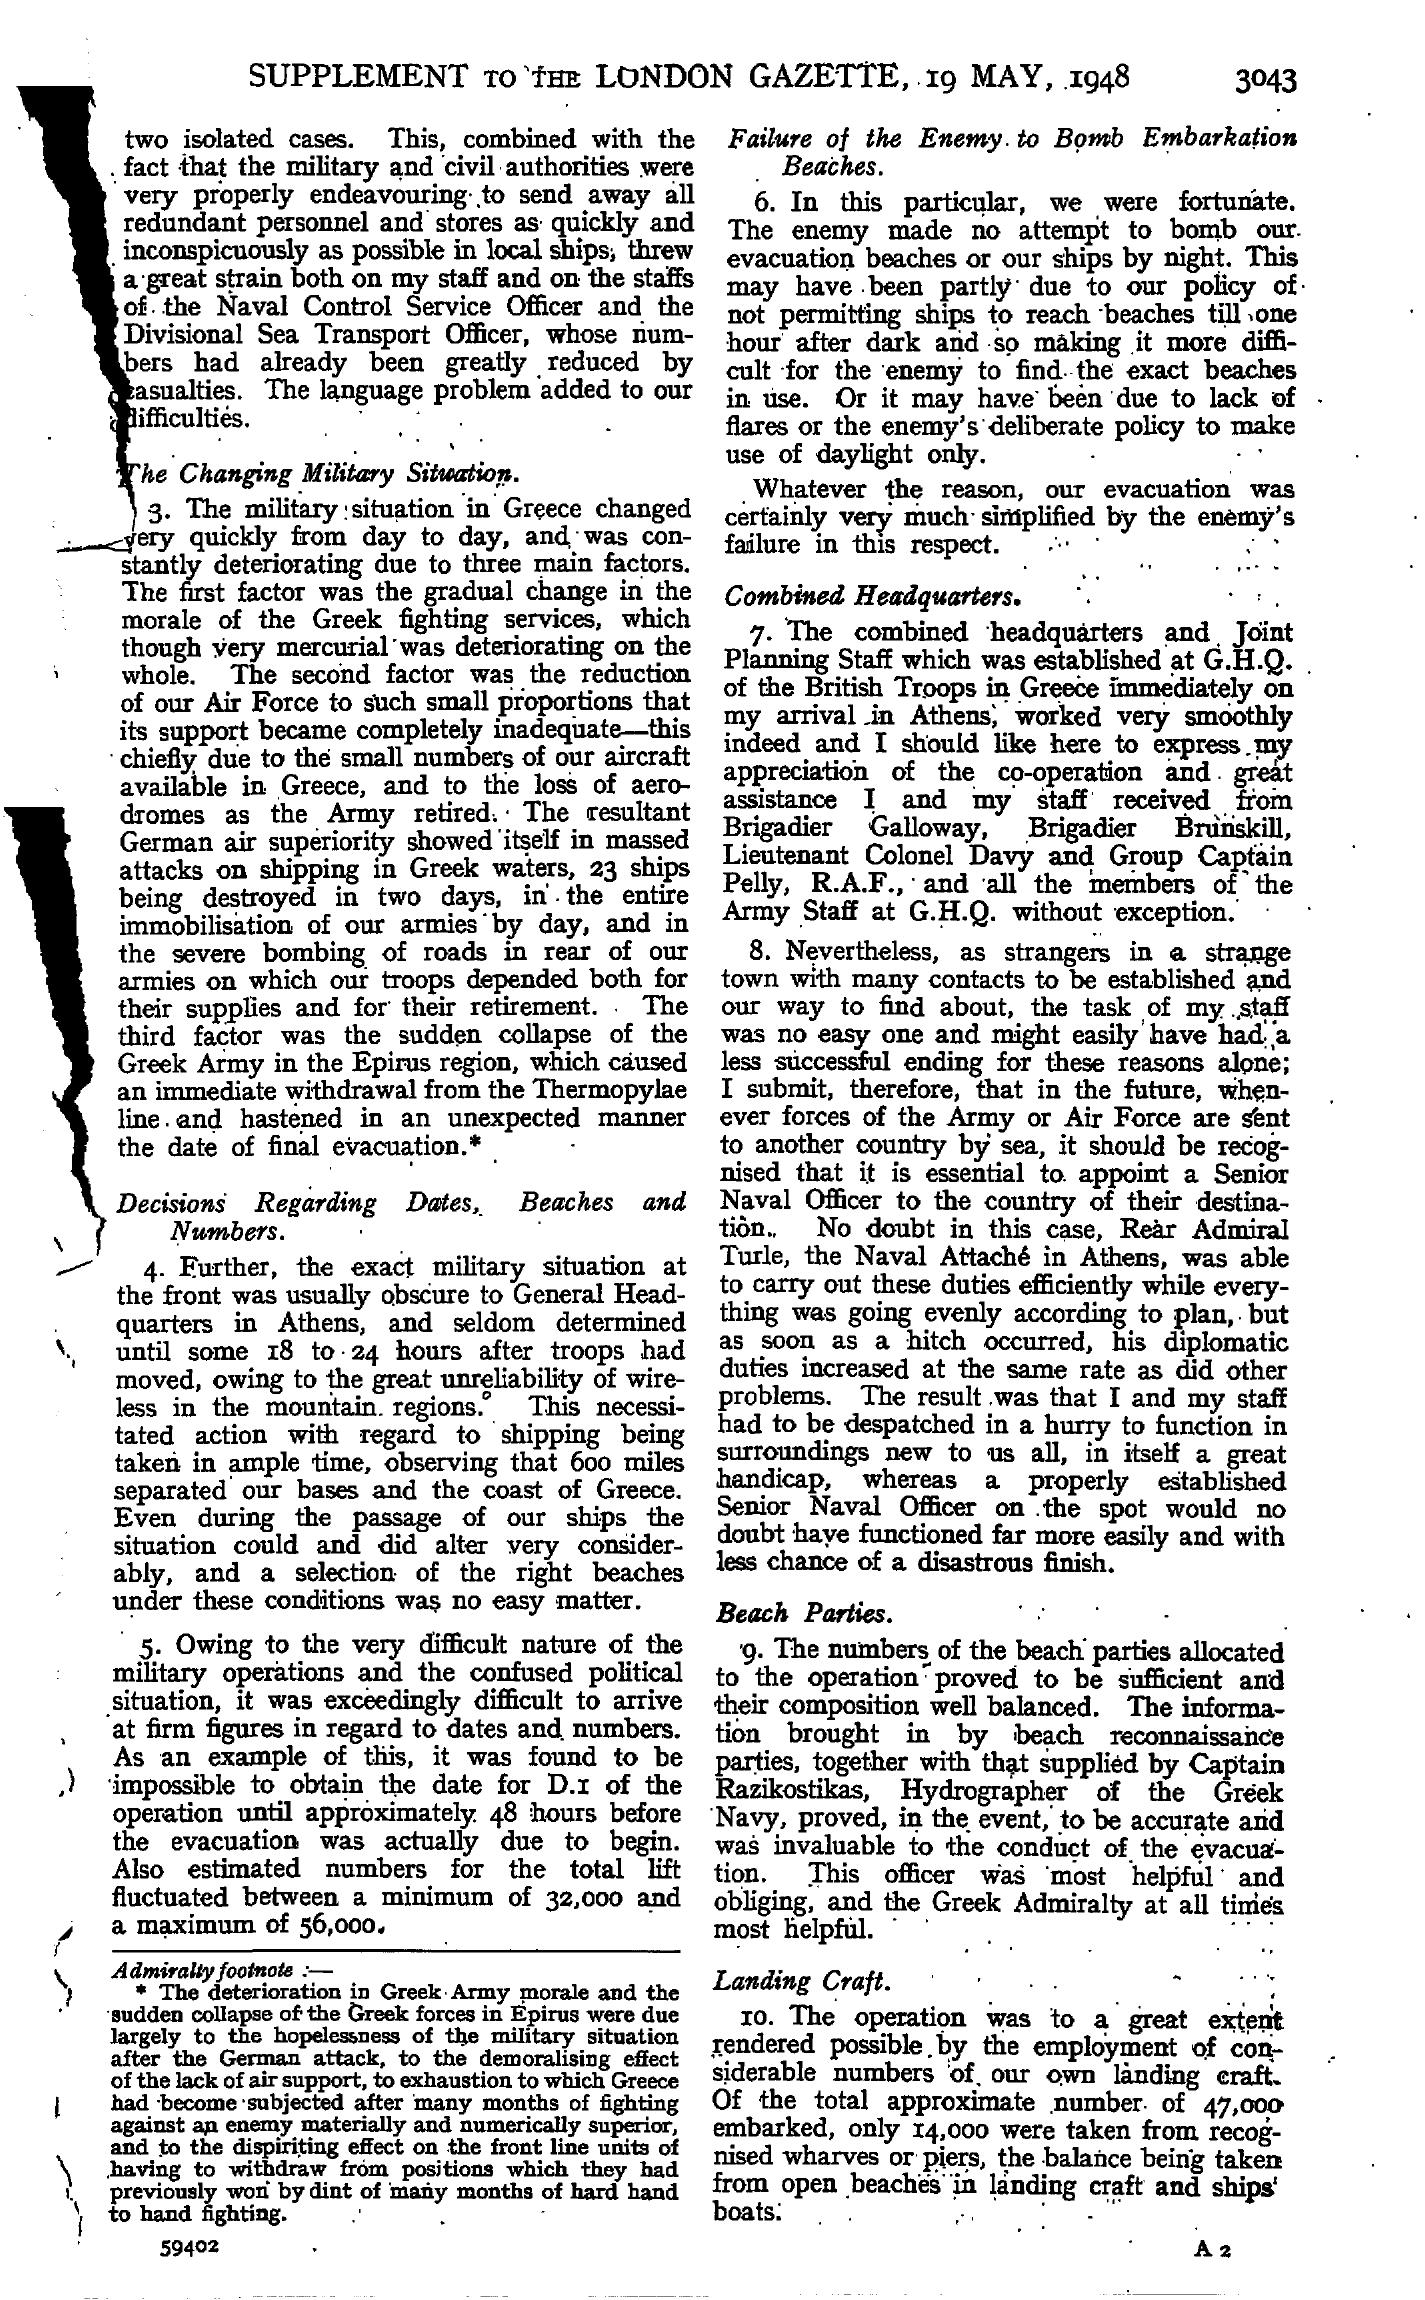 SUPPLEMENT TO THE LONDON GAZETTE, 19 MAY, 1948 3043
two isolated cases. This, combined with the
fact that the military and civil authorities were
very properly endeavouring to send away all
redundant personnel and stores as quickly and
inconspicuously as possible in local ships, threw
a great strain both on my staff and on the staffs
of the Naval Control Service Officer and the
Divisional Sea Transport Officer, whose num-
bers had already been greatly reduced by
casualties. The language problem added to our
difficulties.
The Changing Military Situation.
3. The military situation in Greece changed
very quickly from day to day, and was con-
stantly deteriorating due to three main factors.
The first factor was the gradual change in the
morale of the Greek fighting services, which
though very mercurial was deteriorating on the
whole. The second factor was the reduction
of our Air Force to such small proportions that
its support became completely inadequate—this
chiefly due to the small numbers of our aircraft
available in Greece, and to the loss of aero-
dromes as the Army retired. The resultant
German air superiority showed itself in massed
attacks on shipping in Greek waters, 23 ships
being destroyed in two days, in the entire
immobilisation of our armies by day, and in
the severe bombing of roads in rear of our
armies on which our troops depended both for
their supplies and for their retirement. The
third factor was the sudden collapse of the
Greek Army in the Epirus region, which caused
an immediate withdrawal from the Thermopylae
line and hastened in an unexpected manner
the date of final evacuation.*
Decisions Regarding Dates, Beaches and
Numbers.
4. Further, the exact military situation at
the front was usually obscure to General Head-
quarters in Athens, and seldom determined
until some 18 to 24 hours after troops had
moved, owing to the great unreliability of wire-
less in the mountain regions. This necessi-
tated action with regard to shipping being
taken in ample time, observing that 600 miles
separated our bases and the coast of Greece.
Even during the passage of our ships the
situation could and did alter very consider-
ably, and a selection of the right beaches
under these conditions was no easy matter.
5. Owing to the very difficult nature of the
military operations and the confused political
situation, it was exceedingly difficult to arrive
at firm figures in regard to dates and numbers.
As an example of this, it was found to be
impossible to obtain the date for D.1 of the
operation until approximately 48 hours before
the evacuation was actually due to begin.
Also estimated numbers for the total lift
fluctuated between a minimum of 32,000 and
a maximum of 56,000.
Admiralty footnote :—
* The deterioration in Greek Army morale and the
sudden collapse of the Greek forces in Epirus were due
largely to the hopelessness of the military situation
after the German attack, to the demoralising effect
of the lack of air support, to exhaustion to which Greece
had become subjected after many months of fighting
against an enemy materially and numerically superior,
and to the dispiriting effect on the front line units of
having to withdraw from positions which they had
previously won by dint of many months of hard hand
to hand fighting.
59402
Failure of the Enemy to Bomb Embarkation
Beaches.
6. In this particular, we were fortunate.
The enemy made no attempt to bomb our
evacuation beaches or our ships by night. This
may have been partly due to our policy of
not permitting ships to reach beaches till one
hour after dark and so making it more diffi-
cult for the enemy to find the exact beaches
in use. Or it may have been due to lack of
flares or the enemy's deliberate policy to make
use of daylight only.
Whatever the reason, our evacuation was
certainly very much simplified by the enemy's
failure in this respect.
Combined Headquarters.
7. The combined headquarters and Joint
Planning Staff which was established at G.H.Q.
of the British Troops in Greece immediately on
my arrival in Athens, worked very smoothly
indeed and I should like here to express my
appreciation of the co-operation and great
assistance I and my staff received from
Brigadier Galloway, Brigadier Brunskill,
Lieutenant Colonel Davy and Group Captain
Pelly, R.A.F., and all the members of the
Army Staff at G.H.Q. without exception.
8. Nevertheless, as strangers in a strange
town with many contacts to be established and
our way to find about, the task of my staff
was no easy one and might easily have had a
less successful ending for these reasons alone;
I submit, therefore, that in the future, when-
ever forces of the Army or Air Force are sent
to another country by sea, it should be recog-
nised that it is essential to appoint a Senior
Naval Officer to the country of their destina-
tion. No doubt in this case, Rear Admiral
Turle, the Naval Attaché in Athens, was able
to carry out these duties efficiently while every-
thing was going evenly according to plan, but
as soon as a hitch occurred, his diplomatic
duties increased at the same rate as did other
problems. The result was that I and my staff
had to be despatched in a hurry to function in
surroundings new to us all, in itself a great
handicap, whereas a properly established
Senior Naval Officer on the spot would no
doubt have functioned far more easily and with
less chance of a disastrous finish.
Beach Parties.
9. The numbers of the beach parties allocated
to the operation proved to be sufficient and
their composition well balanced. The informa-
tion brought in by beach reconnaissance
parties, together with that supplied by Captain
Razikostikas, Hydrographer of the Greek
Navy, proved, in the event, to be accurate and
was invaluable to the conduct of the evacua-
tion. This officer was most helpful and
obliging, and the Greek Admiralty at all times
most helpful.
Landing Craft.
10. The operation was to a great extent
rendered possible by the employment of con-
siderable numbers of our own landing craft.
Of the total approximate number of 47,000
embarked, only 14,000 were taken from recog-
nised wharves or piers, the balance being taken
from open beaches in landing craft and ships'
boats.
A 2